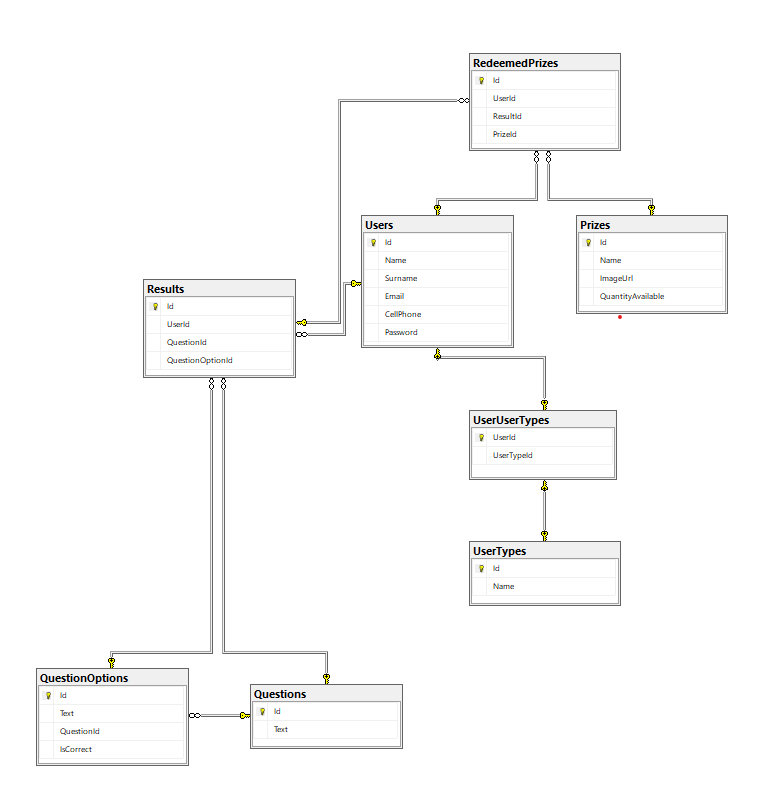 RedeemedPrizes
Id
UserId
ResultId
PrizeId
Users
Id
Name
Surname
Email
CellPhone
Password
Prizes
Id
Name
ImageUrl
QuantityAvailable
Results
Id
UserId
QuestionId
QuestionOptionId
UserUserTypes
UserId
UserTypeId
UserTypes
Id
Name
QuestionOptions
Id
Text
QuestionId
IsCorrect
Questions
Id
Text